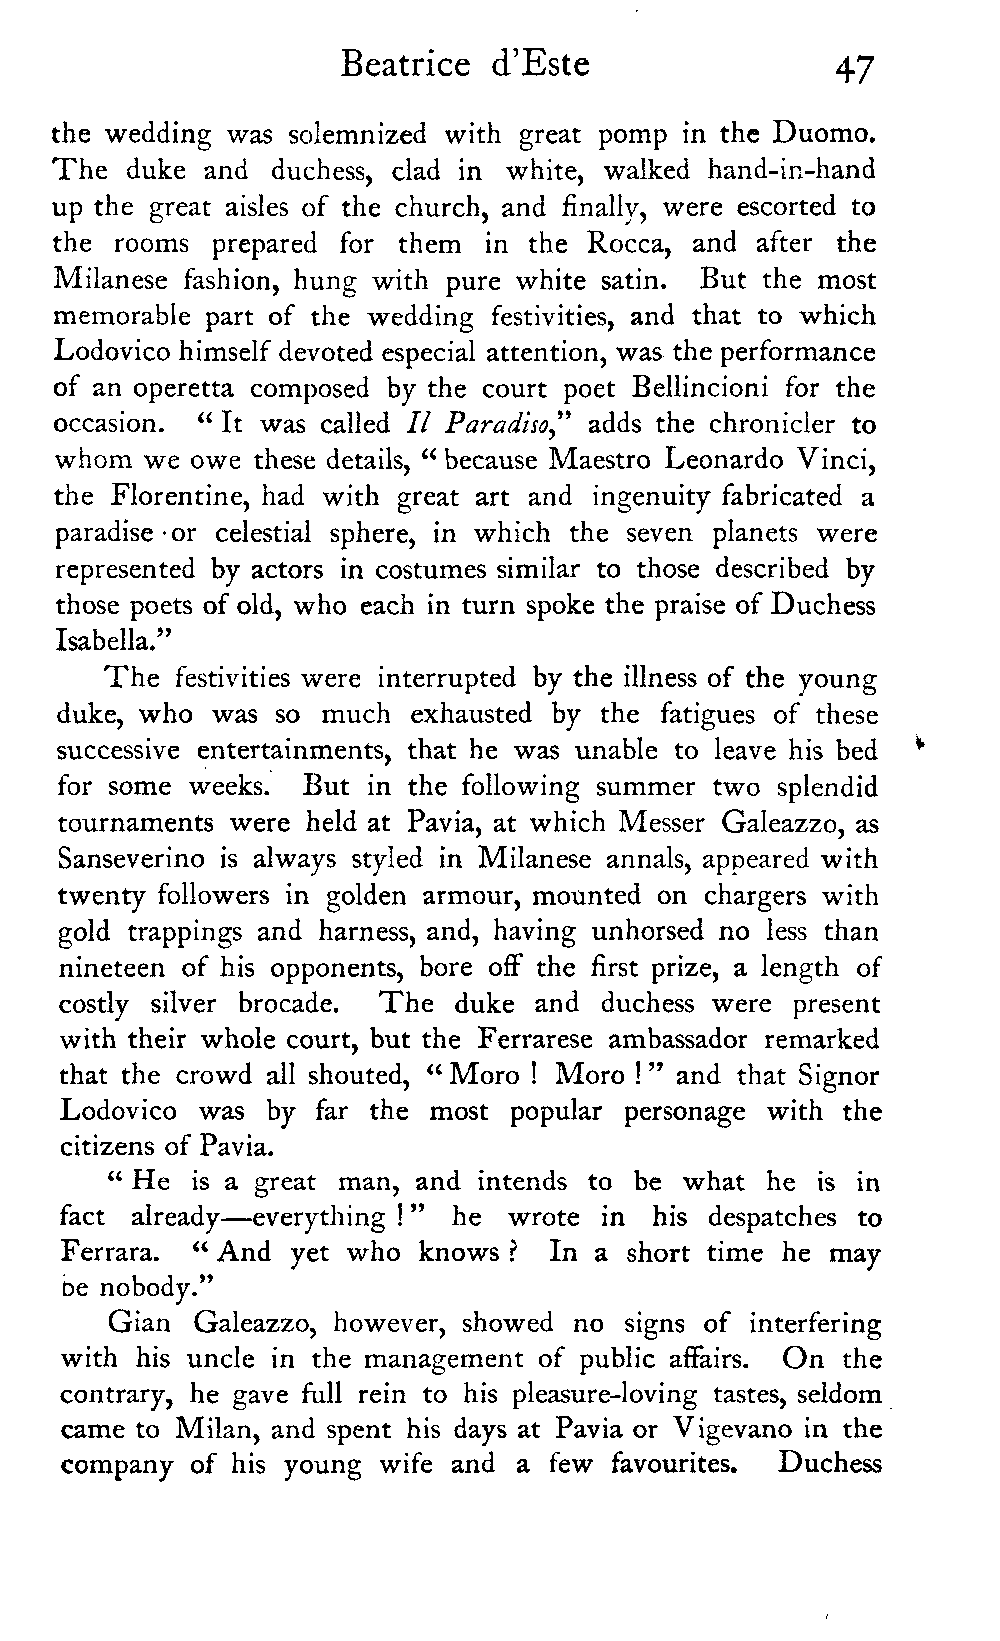 Beatrice d'Este 47
the wedding was solemnized with great pomp in the Duomo.
The duke and duchess, clad in white, walked hand-in-hand
up the great aisles of the church, and finally, were escorted to
the rooms prepared for them in the Rocca, and after the
Milanese fashion, hung with pure white satin. But the most
memorable part of the wedding festivities, and that to which
Lodovico himself devoted especial attention, was the performance
of an operetta composed by the court poet Bellincioni for the
occasion. “ It was called Il Paradiso,” adds the chronicler to
whom we owe these details, “ because Maestro Leonardo Vinci,
the Florentine, had with great art and ingenuity fabricated a
paradise or celestial sphere, in which the seven planets were
represented by actors in costumes similar to those described by
those poets of old, who each in turn spoke the praise of Duchess
Isabella.”
The festivities were interrupted by the illness of the young
duke, who was so much exhausted by the fatigues of these
successive entertainments, that he was unable to leave his bed
for some weeks. But in the following summer two splendid
tournaments were held at Pavia, at which Messer Galeazzo, as
Sanseverino is always styled in Milanese annals, appeared with
twenty followers in golden armour, mounted on chargers with
gold trappings and harness, and, having unhorsed no less than
nineteen of his opponents, bore off the first prize, a length of
costly silver brocade. The duke and duchess were present
with their whole court, but the Ferrarese ambassador remarked
that the crowd all shouted, “ Moro ! Moro ! ” and that Signor
Lodovico was by far the most popular personage with the
citizens of Pavia.
“ He is a great man, and intends to be what he is in
fact already—everything ! ” he wrote in his despatches to
Ferrara. “ And yet who knows ? In a short time he may
be nobody.”
Gian Galeazzo, however, showed no signs of interfering
with his uncle in the management of public affairs. On the
contrary, he gave full rein to his pleasure-loving tastes, seldom
came to Milan, and spent his days at Pavia or Vigevano in the
company of his young wife and a few favourites. Duchess